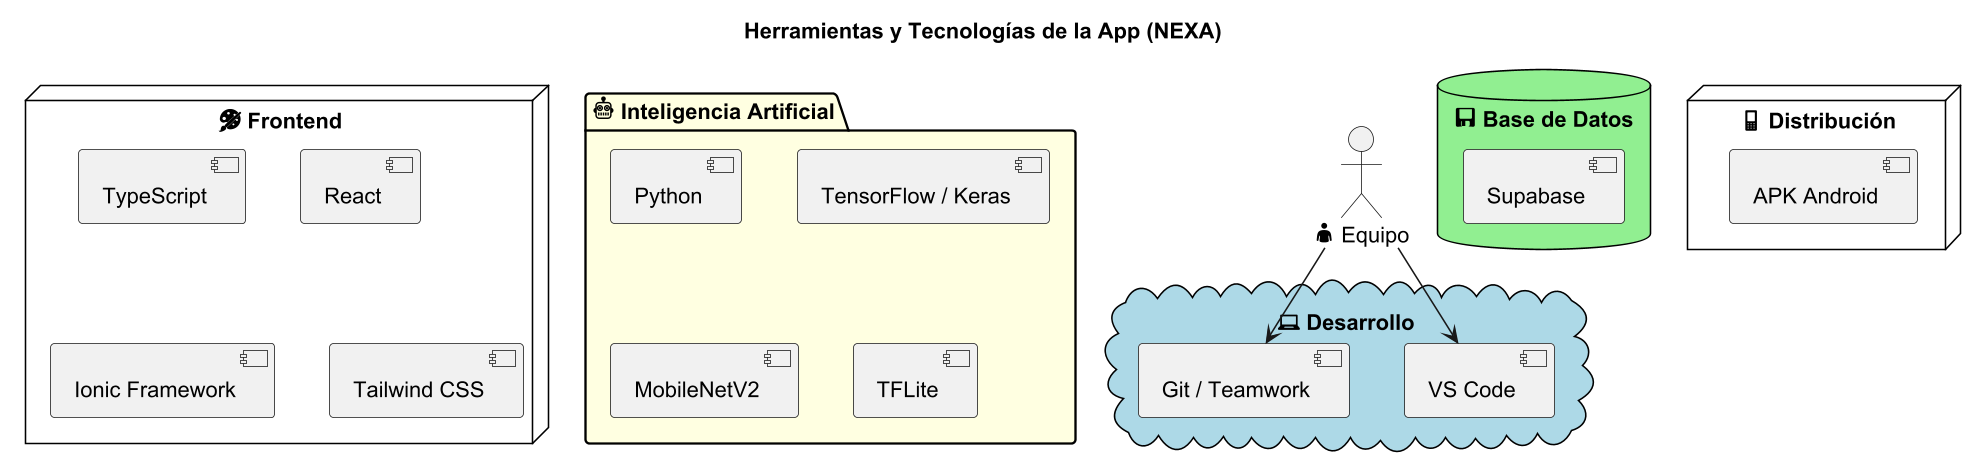 Herramientas y Tecnologías de la App (NEXA)
Frontend
TypeScript
React
Ionic Framework
Tailwind CSS
Inteligencia Artificial
Python
TensorFlow / Keras
MobileNetV2
TFLite
Equipo
Desarrollo
Git / Teamwork
VS Code
Base de Datos
Supabase
Distribución
APK Android